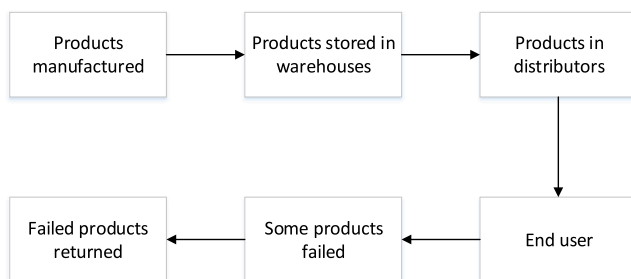 Products
manufactured
Products stored in
warehouses
Products in
distributors
Failed products
returned
Some products
failed
End user